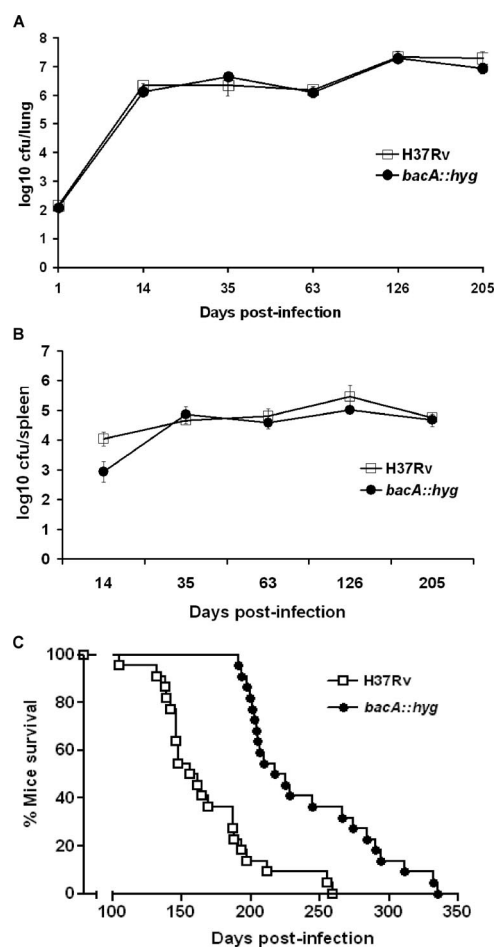 A
8
7
6
5
4
3
2
1
0
log10 cfu/lung
H37Rv
bacA::hyg
1 14 35 63 126 205
Days post-infection
B
7
6
5
4
3
2
1
0
log10 cfu/spleen
H37Rv
bacA::hyg
14 35 63 126 205
Days post-infection
C
100
80
60
40
20
0
% Mice survival
H37Rv
bacA::hyg
100 150 200 250 300 350
Days post-infection